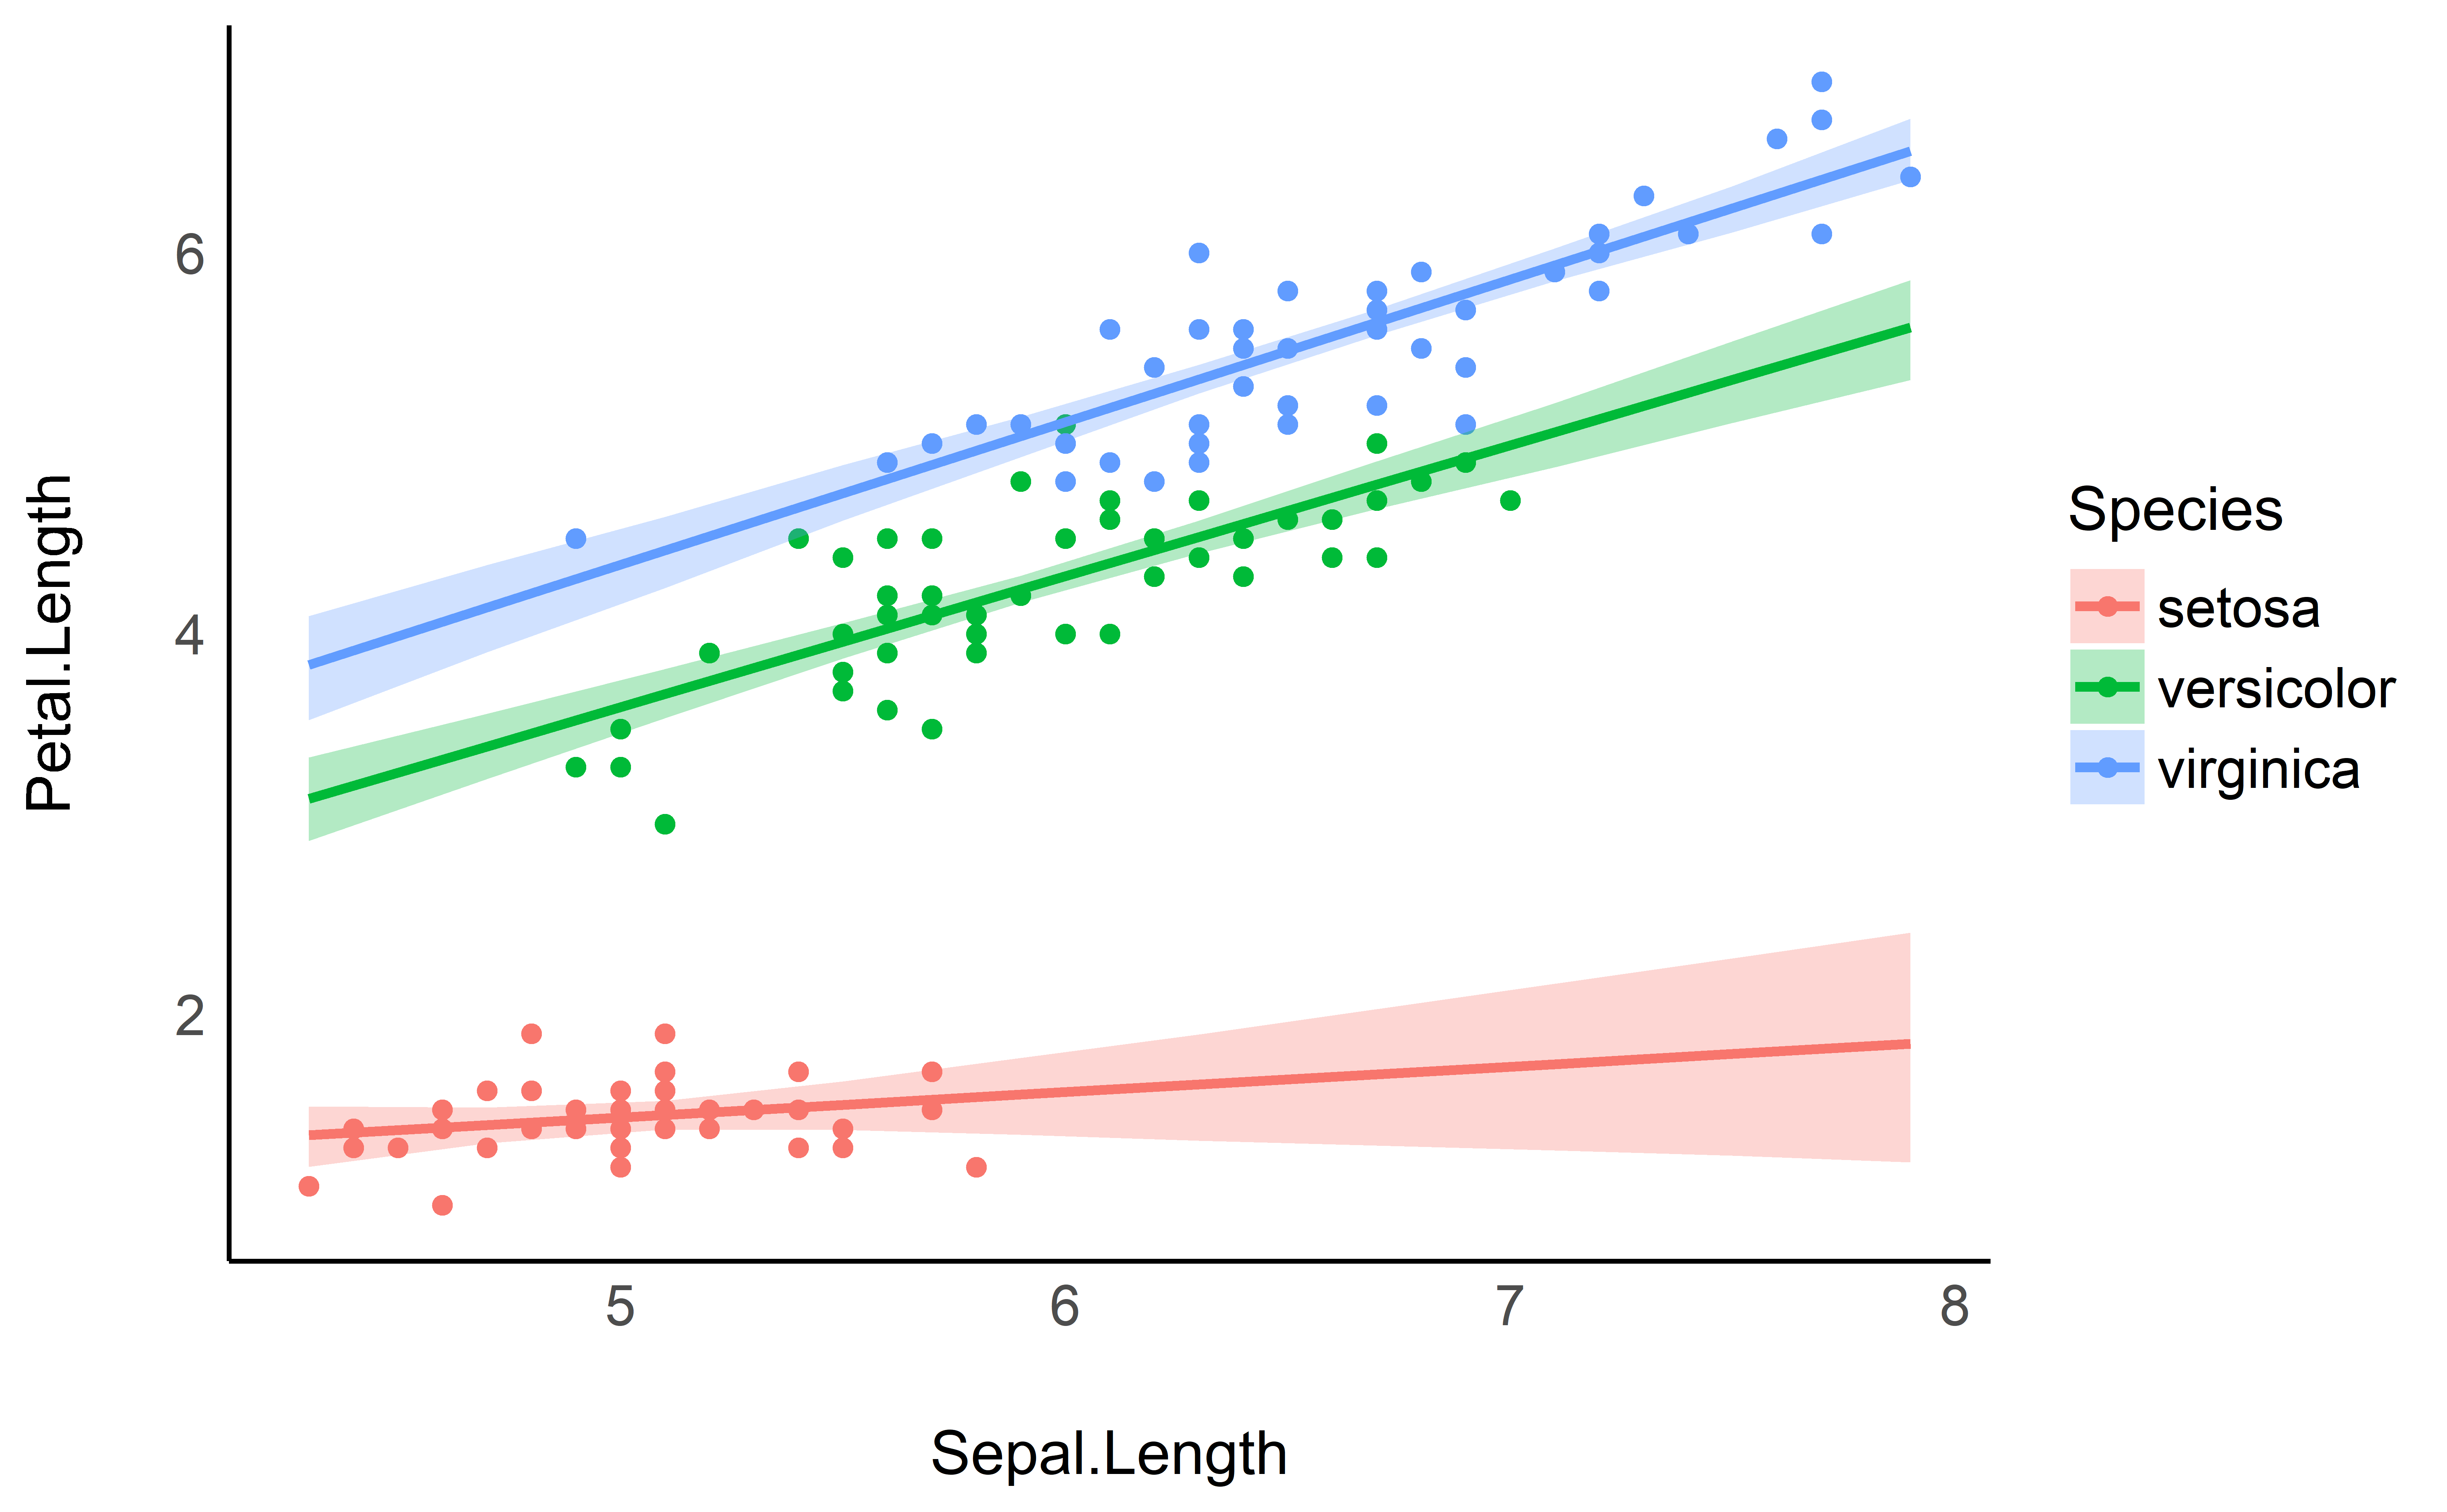 Petal.Length
6
4
2
5 6 7 8
Sepal.Length
Species
setosa
versicolor
virginica